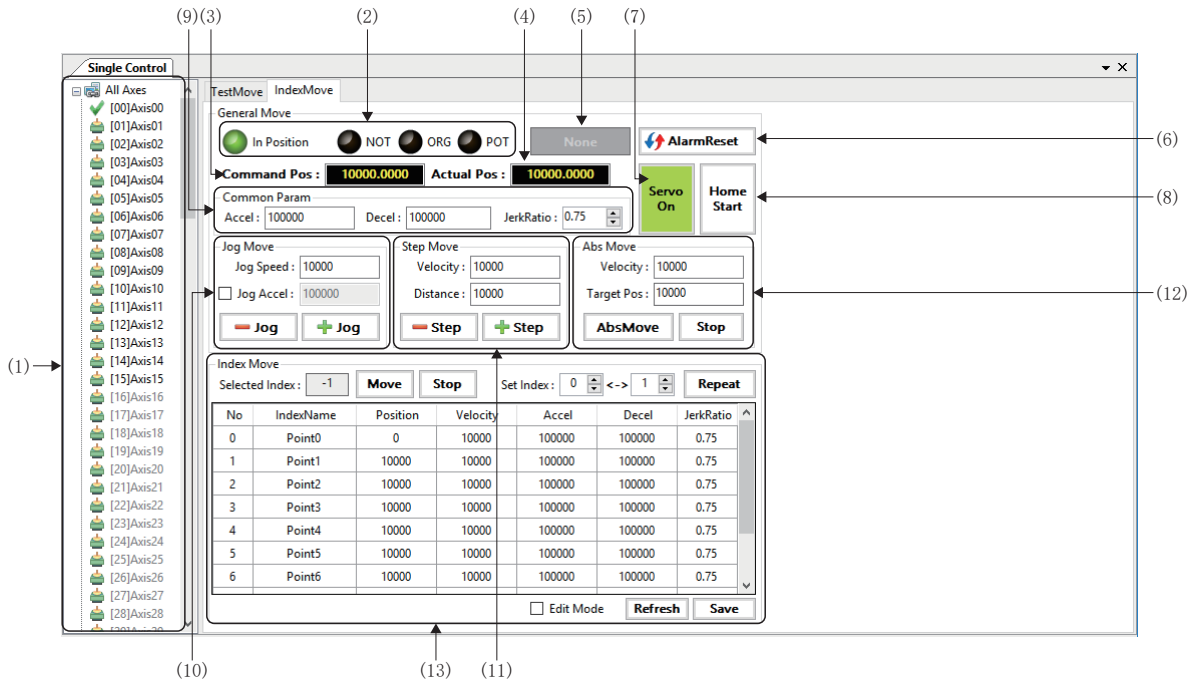 (9)(3) (2) (4) (5) (7)
Single Control
All Axes
[00]Axis00
[01]Axis01
[02]Axis02
[03]Axis03
[04]Axis04
[05]Axis05
[06]Axis06
[07]Axis07
[08]Axis08
[09]Axis09
[10]Axis10
[11]Axis11
[12]Axis12
[13]Axis13
[14]Axis14
[15]Axis15
[16]Axis16
[17]Axis17
[18]Axis18
[19]Axis19
[20]Axis20
[21]Axis21
[22]Axis22
[23]Axis23
[24]Axis24
[25]Axis25
[26]Axis26
[27]Axis27
[28]Axis28
(1)
TestMove IndexMove
General Move
In Position NOT ORG POT None AlarmReset
(6)
Command Pos : 10000.0000 Actual Pos : 10000.0000
Servo On
Home Start
(8)
Common Param
Accel : 100000 Decel : 100000 JerkRatio : 0.75
Jog Move
Jog Speed : 10000
Jog Accel : 100000
Jog Jog
Step Move
Velocity : 10000
Distance : 10000
Step Step
Abs Move
Velocity : 10000
Target Pos : 10000
AbsMove Stop
(12)
Index Move
Selected Index : -1 Move Stop Set Index : 0 <-> 1 Repeat
No IndexName Position Velocity Accel Decel JerkRatio
0 Point0 0 10000 100000 100000 0.75
1 Point1 10000 10000 100000 100000 0.75
2 Point2 10000 10000 100000 100000 0.75
3 Point3 10000 10000 100000 100000 0.75
4 Point4 10000 10000 100000 100000 0.75
5 Point5 10000 10000 100000 100000 0.75
6 Point6 10000 10000 100000 100000 0.75
Edit Mode Refresh Save
(10) (13) (11)